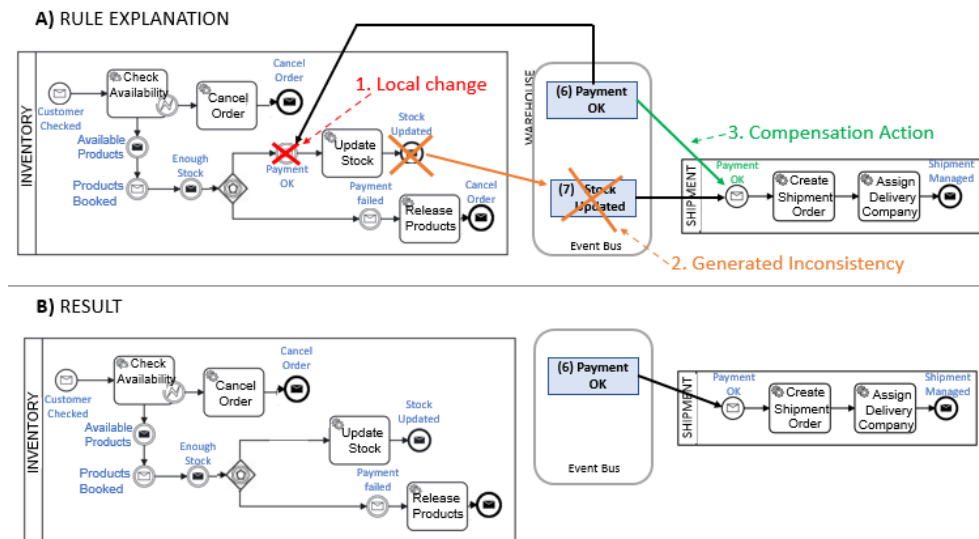 A) RULE EXPLANATION
INVENTORY
Customer
Checked
Check
Availability
Cancel
Order
Cancel
Order
Available
Products
Products
Booked
Enough
Stock
1. Local change
Payment
OK
Update
Stock
Stock
Updated
Payment
failed
Release
Products
Cancel
Order
WAREHOUSE
(6) Payment
OK
(7) Stock
Updated
Event Bus
2. Generated Inconsistency
3. Compensation Action
SHIPMENT
Payment
OK
Create
Shipment
Order
Assign
Delivery
Company
Shipment
Managed
B) RESULT
INVENTORY
Customer
Checked
Check
Availability
Cancel
Order
Cancel
Order
Available
Products
Products
Booked
Enough
Stock
Update
Stock
Stock
Updated
Payment
failed
Release
Products
(6) Payment
OK
Event Bus
SHIPMENT
Payment
OK
Create
Shipment
Order
Assign
Delivery
Company
Shipment
Managed